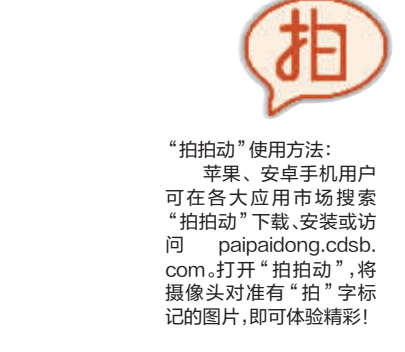 拍
“拍拍动”使用方法：
苹果、安卓手机用户
可在各大应用市场搜索
“拍拍动”下载、安装或访
问 paipaidong.cdsb.
com。打开“拍拍动”，将
摄像头对准有“拍”字标
记的图片，即可体验精彩！